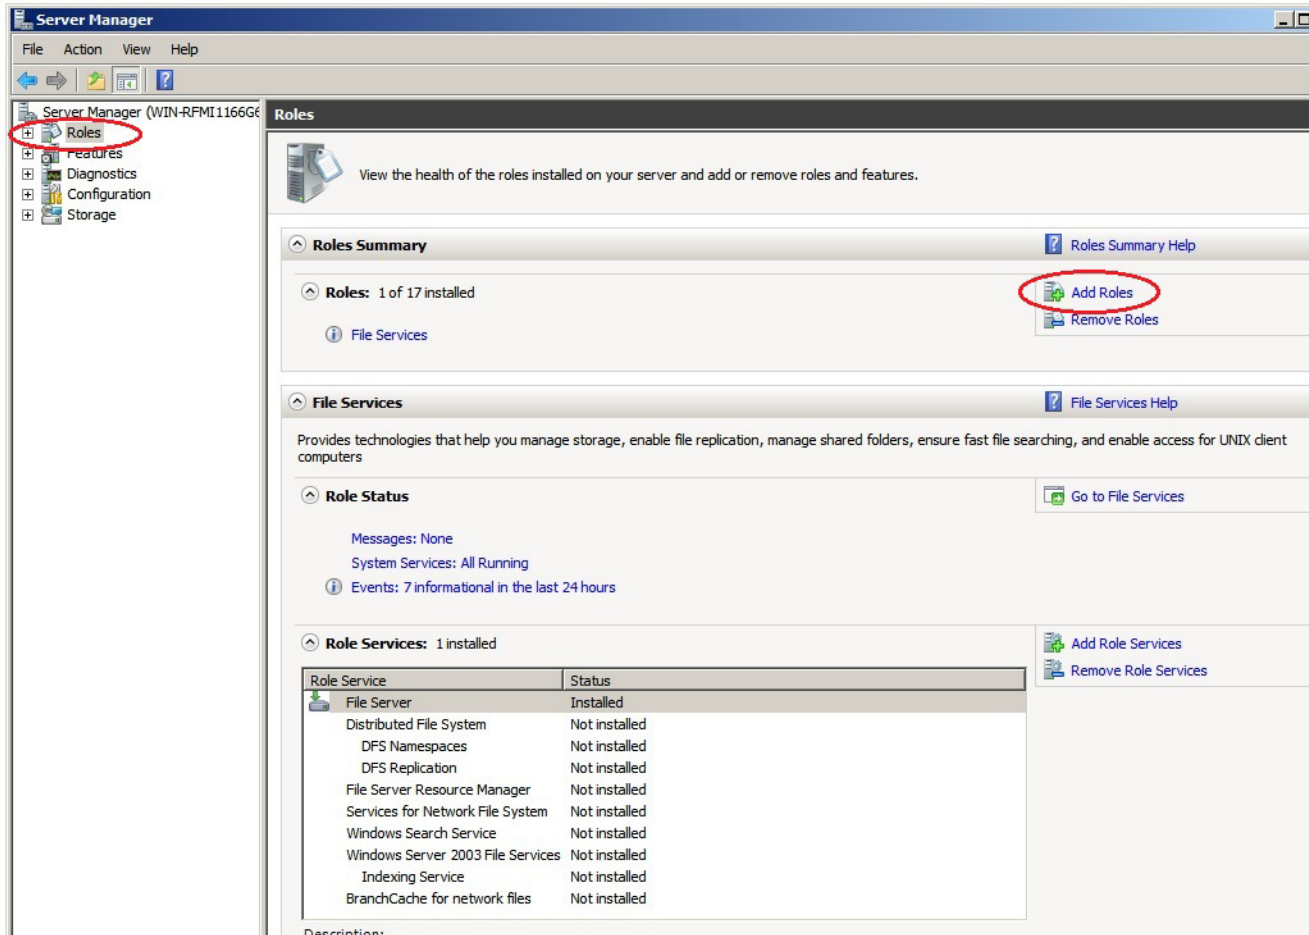 Server Manager
File Action View Help
Server Manager (WIN-RFMI1166G6
Roles
Features
Diagnostics
Configuration
Storage
Roles
View the health of the roles installed on your server and add or remove roles and features.
Roles Summary
Roles Summary Help
Roles: 1 of 17 installed
Add Roles
Remove Roles
File Services
File Services
File Services Help
Provides technologies that help you manage storage, enable file replication, manage shared folders, ensure fast file searching, and enable access for UNIX client
computers
Role Status
Go to File Services
Messages: None
System Services: All Running
Events: 7 informational in the last 24 hours
Role Services: 1 installed
Add Role Services
Remove Role Services
Role Service Status
File Server Installed
Distributed File System Not installed
DFS Namespaces Not installed
DFS Replication Not installed
File Server Resource Manager Not installed
Services for Network File System Not installed
Windows Search Service Not installed
Windows Server 2003 File Services Not installed
Indexing Service Not installed
BranchCache for network files Not installed
Description: